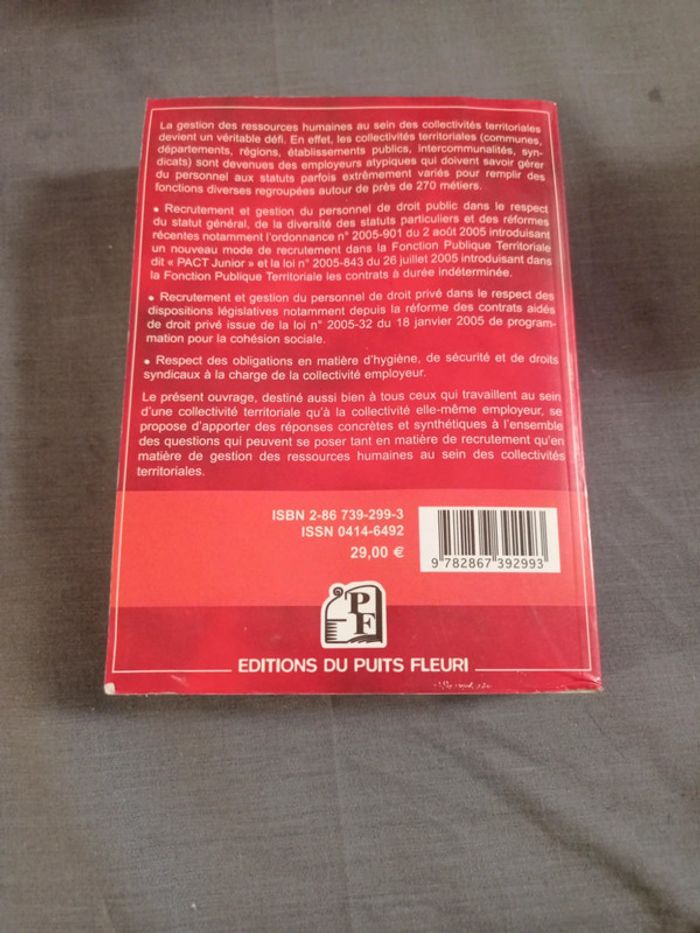 La gestion des ressources humaines au sein des collectivités territoriales
devient un véritable défi. En effet, les collectivités territoriales (communes,
départements, régions, établissements publics, intercommunalités, syn-
dicats) sont devenues des employeurs atypiques qui doivent savoir gérer
du personnel aux statuts parfois extrêmement variés pour remplir des
fonctions diverses regroupées autour de près de 270 métiers.
• Recrutement et gestion du personnel de droit public dans le respect
du statut général, de la diversité des statuts particuliers et des réformes
récentes notamment l'ordonnance n° 2005-901 du 2 août 2005 introduisant
un nouveau mode de recrutement dans la Fonction Publique Territoriale
dit « PACT Junior » et la loi n° 2005-843 du 26 juillet 2005 introduisant dans
la Fonction Publique Territoriale les contrats à durée indéterminée.
• Recrutement et gestion du personnel de droit privé dans le respect des
dispositions législatives notamment depuis la réforme des contrats aidés
de droit privé issue de la loi n° 2005-32 du 18 janvier 2005 de program-
mation pour la cohésion sociale.
• Respect des obligations en matière d'hygiène, de sécurité et de droits
syndicaux à la charge de la collectivité employeur.
Le présent ouvrage, destiné aussi bien à tous ceux qui travaillent au sein
d'une collectivité territoriale qu'à la collectivité elle-même employeur, se
propose d'apporter des réponses concrètes et synthétiques à l'ensemble
des questions qui peuvent se poser tant en matière de recrutement qu'en
matière de gestion des ressources humaines au sein des collectivités
territoriales.
ISBN 2-86 739-299-3
ISSN 0414-6492
29,00 €
9 782867 392993
PF
EDITIONS DU PUITS FLEURI